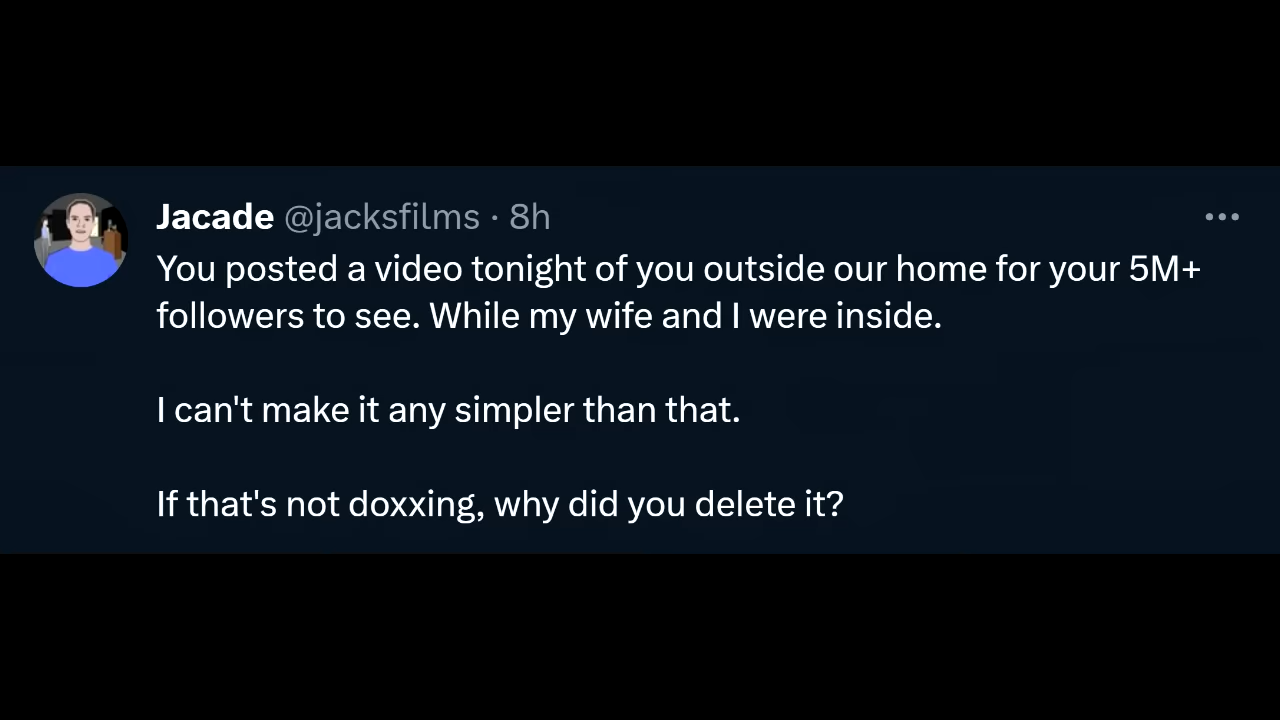 Jacade @jacksfilms · 8h
You posted a video tonight of you outside our home for your 5M+
followers to see. While my wife and I were inside.
I can't make it any simpler than that.
If that's not doxxing, why did you delete it?